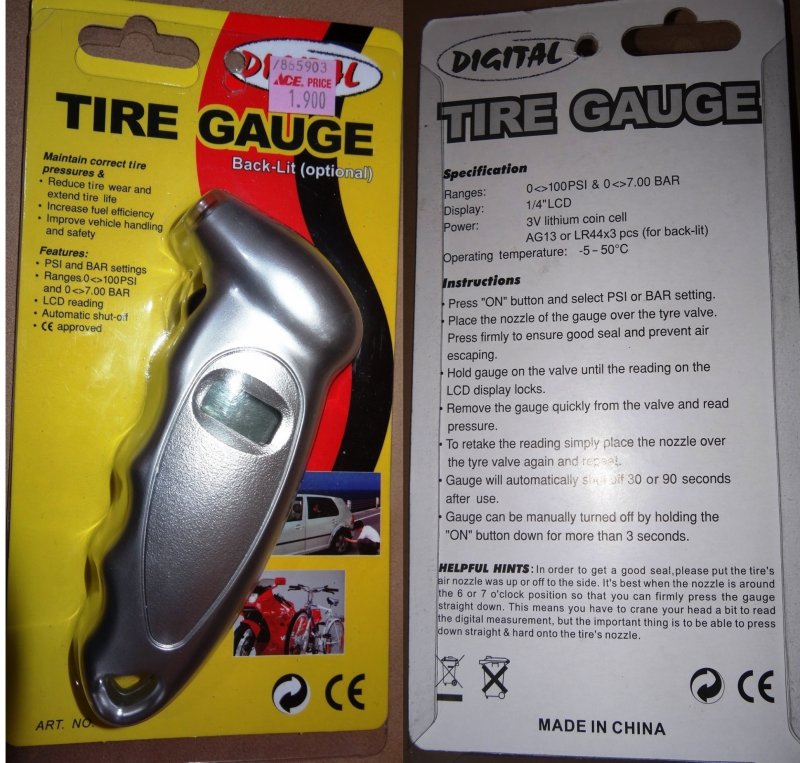 DIGITAL
7865903
ACE. PRICE
1.900
TIRE GAUGE
Back-Lit (optional)
Maintain correct tire
pressures &
• Reduce tire wear and
extend tire life
• Increase fuel efficiency
• Improve vehicle handling
and safety
Features:
• PSI and BAR settings
• Ranges 0<>100PSI
and 0<>7.00 BAR
• LCD reading
• Automatic shut-off
• CE approved
CE
ART. NO.
DIGITAL
TIRE GAUGE
Specification
Ranges: 0<>100PSI & 0<>7.00 BAR
Display: 1/4"LCD
Power: 3V lithium coin cell
AG13 or LR44x3 pcs (for back-lit)
Operating temperature: -5–50°C
Instructions
• Press "ON" button and select PSI or BAR setting.
• Place the nozzle of the gauge over the tyre valve.
Press firmly to ensure good seal and prevent air
escaping.
• Hold gauge on the valve until the reading on the
LCD display locks.
• Remove the gauge quickly from the valve and read
pressure.
• To retake the reading simply place the nozzle over
the tyre valve again and repeat.
• Gauge will automatically shut off 30 or 90 seconds
after use.
• Gauge can be manually turned off by holding the
"ON" button down for more than 3 seconds.
HELPFUL HINTS: In order to get a good seal,please put the tire's
air nozzle was up or off to the side. It's best when the nozzle is around
the 6 or 7 o'clock position so that you can firmly press the gauge
straight down. This means you have to crane your head a bit to read
the digital measurement, but the important thing is to be able to press
down straight & hard onto the tire's nozzle.
CE
MADE IN CHINA